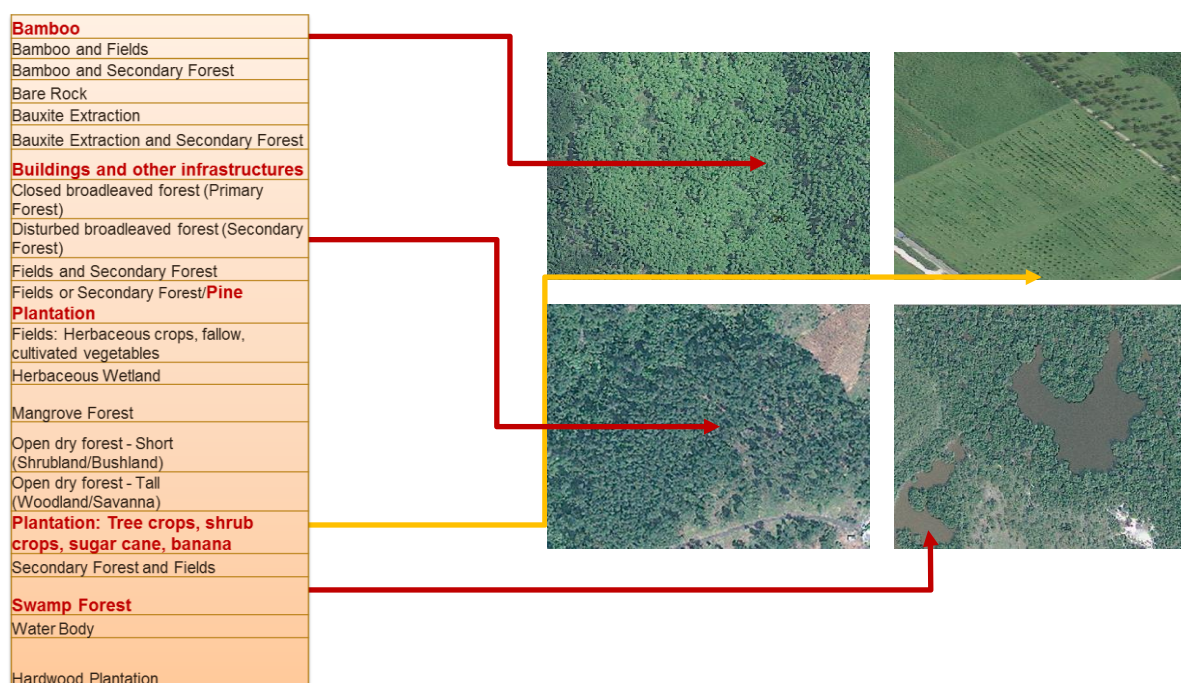 Bamboo
Bamboo and Fields
Bamboo and Secondary Forest
Bare Rock
Bauxite Extraction
Bauxite Extraction and Secondary Forest
Buildings and other infrastructures
Closed broadleaved forest (Primary
Forest)
Disturbed broadleaved forest (Secondary
Forest)
Fields and Secondary Forest
Fields or Secondary Forest/Pine
Plantation
Fields: Herbaceous crops, fallow,
cultivated vegetables
Herbaceous Wetland
Mangrove Forest
Open dry forest - Short
(Shrubland/Bushland)
Open dry forest - Tall
(Woodland/Savanna)
Plantation: Tree crops, shrub
crops, sugar cane, banana
Secondary Forest and Fields
Swamp Forest
Water Body
Hardwood Plantation